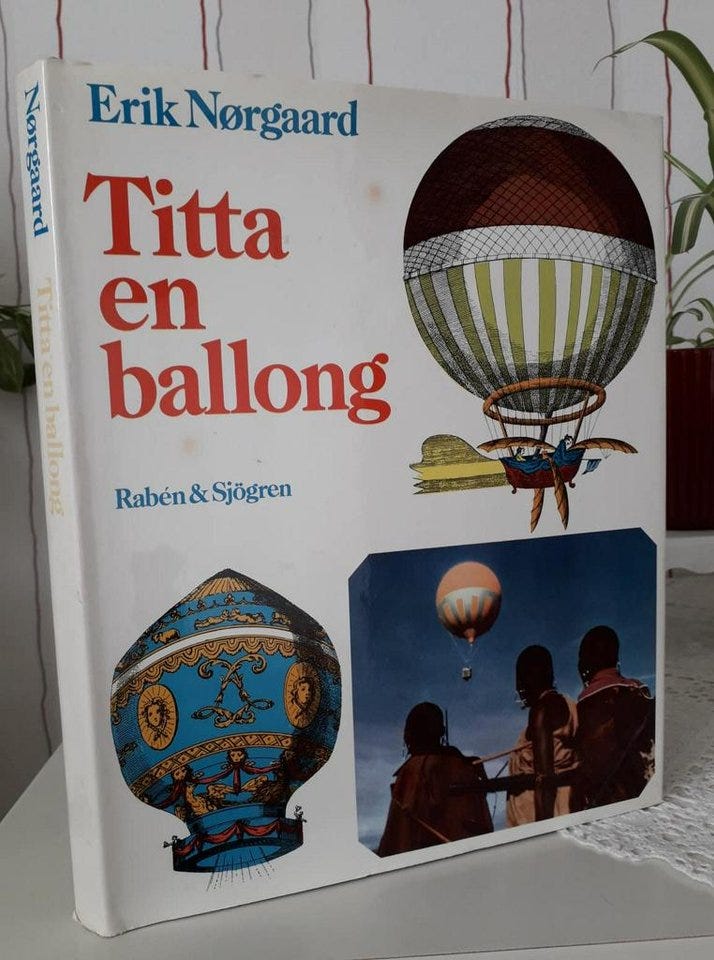 Erik Nørgaard
Titta
en
ballong
Rabén & Sjögren
Nørgaard
Titta en ballong